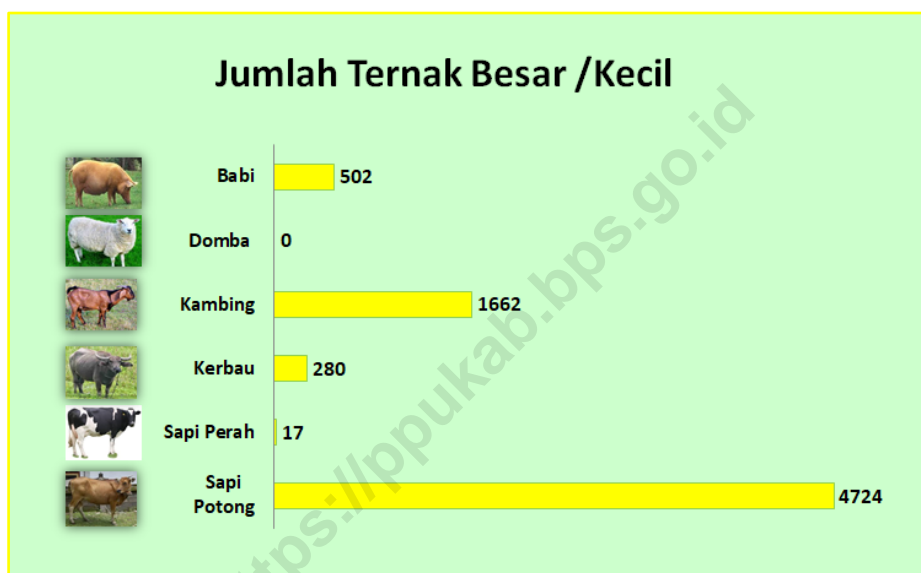 Jumlah Ternak Besar /Kecil
Babi 502
Domba 0
Kambing 1662
Kerbau 280
Sapi Perah 17
Sapi
Potong 4724
https://ppukab.bps.go.id